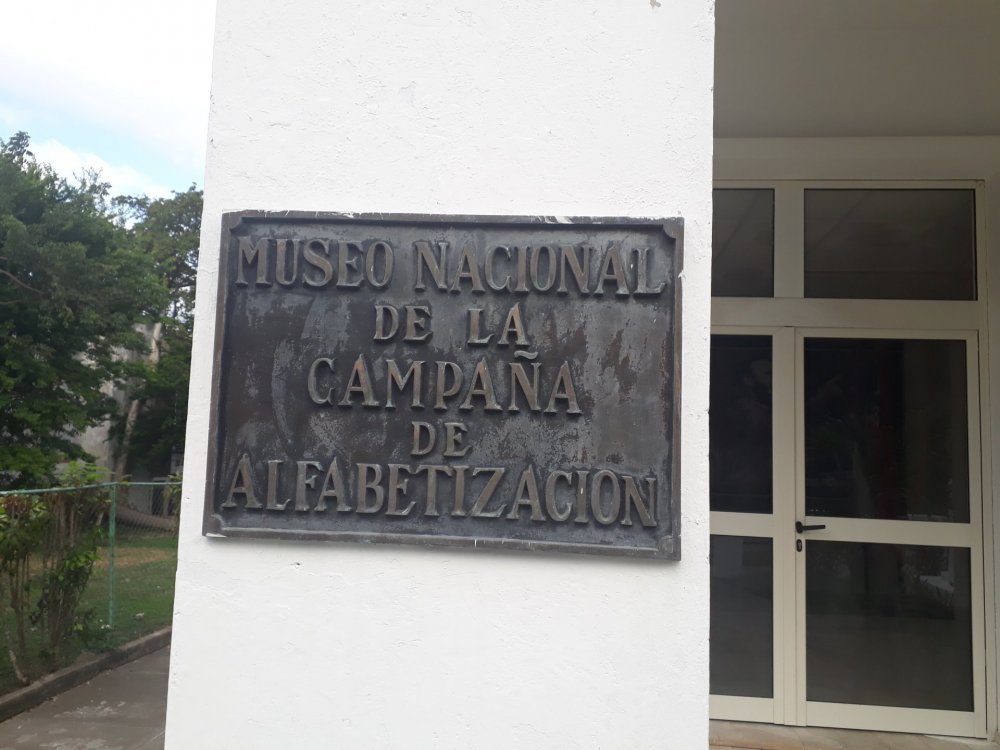 MUSEO NACIONAL
DE LA
CAMPAÑA
DE
ALFABETIZACION